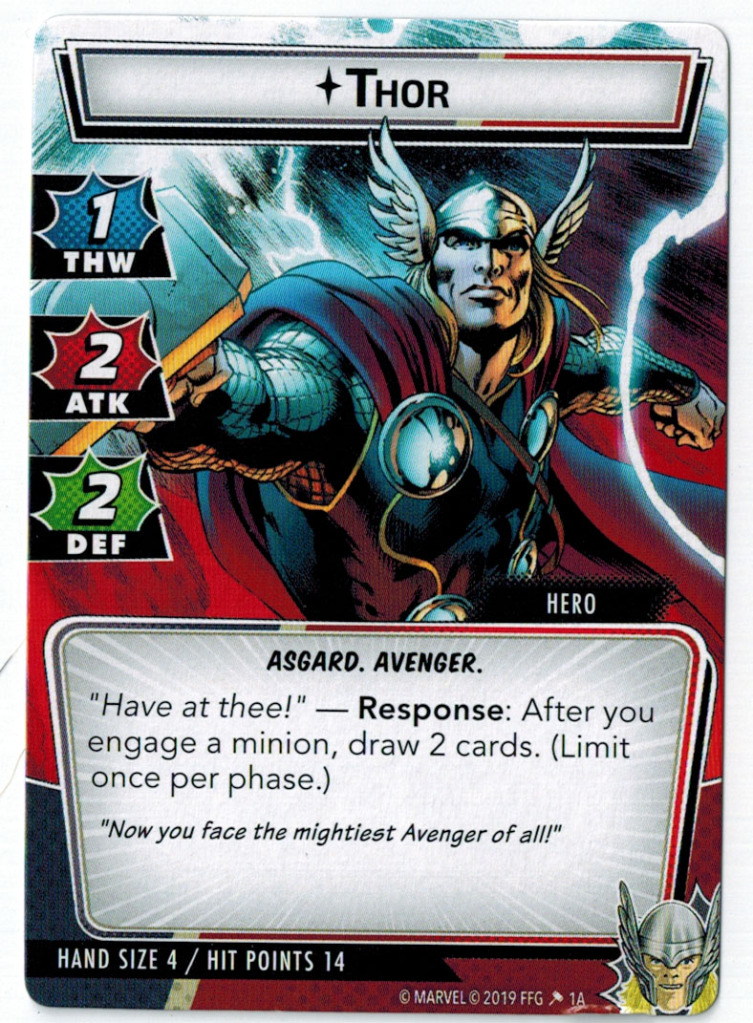 THOR
1
THW
2
ATK
2
DEF
HERO
ASGARD. AVENGER.
"Have at thee!" — Response: After you
engage a minion, draw 2 cards. (Limit
once per phase.)
"Now you face the mightiest Avenger of all!"
HAND SIZE 4 / HIT POINTS 14
© MARVEL © 2019 FFG 1A